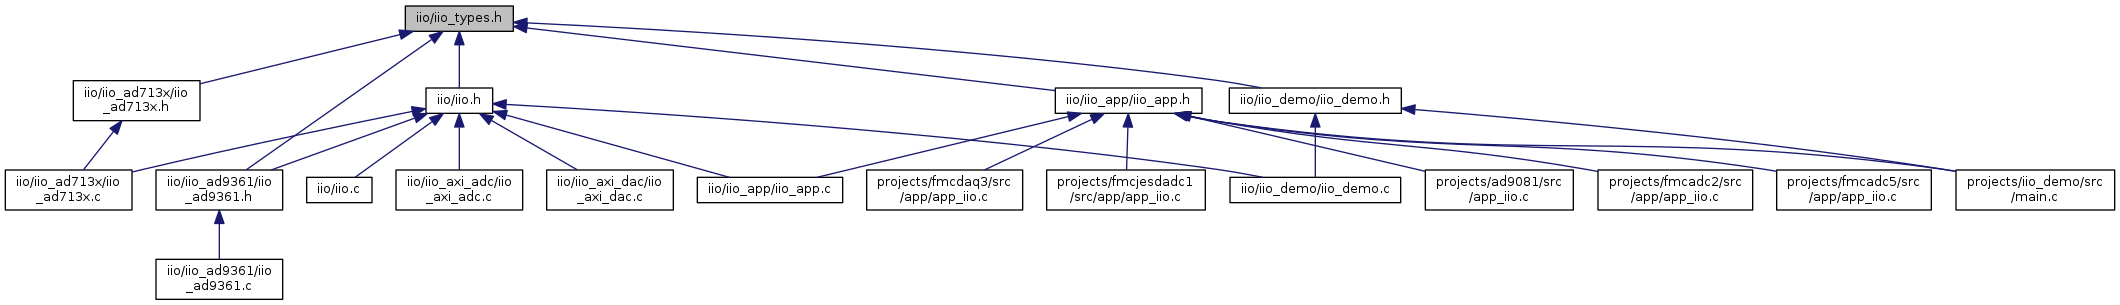 iio/iio_types.h
iio/iio_ad713x/iio
_ad713x.h
iio/iio.h
iio/iio_app/iio_app.h
iio/iio_demo/iio_demo.h
iio/iio_ad713x/iio
_ad713x.c
iio/iio_ad9361/iio
_ad9361.h
iio/iio.c
iio/iio_axi_adc/iio
_axi_adc.c
iio/iio_axi_dac/iio
_axi_dac.c
iio/iio_app/iio_app.c
projects/fmcdaq3/src
/app/app_iio.c
projects/fmcjesdadc1
/src/app/app_iio.c
iio/iio_demo/iio_demo.c
projects/ad9081/src
/app_iio.c
projects/fmcadc2/src
/app/app_iio.c
projects/fmcadc5/src
/app/app_iio.c
projects/iio_demo/src
/main.c
iio/iio_ad9361/iio
_ad9361.c